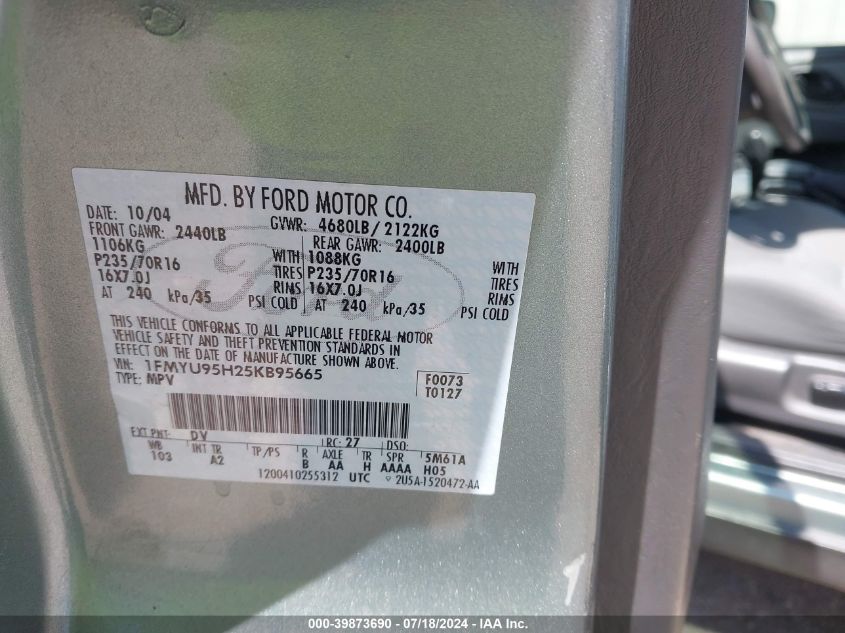 MFD. BY FORD MOTOR CO.
DATE: 10/04 GVWR: 4680LB / 2122KG
FRONT GAWR: 2440LB REAR GAWR: 2400LB
1106KG WITH 1088KG WITH
P235/70R16 TIRES P235/70R16 TIRES
16X7.0J RIMS 16X7.0J RIMS
AT 240 kPa/35 PSI COLD AT 240 kPa/35 PSI COLD
Ford
THIS VEHICLE CONFORMS TO ALL APPLICABLE FEDERAL MOTOR
VEHICLE SAFETY AND THEFT PREVENTION STANDARDS IN
EFFECT ON THE DATE OF MANUFACTURE SHOWN ABOVE.
VIN: 1FMYU95H25KB95665 F0073
TYPE: MPV T0127
EXT PNT: DV RC: 27 DSO:
WB INT TR TP/PS R AXLE TR SPR 5M61A
103 A2 B AA H AAAA H05
1200410255312 UTC 2U5A-1520472-AA
1
000-39873690 - 07/18/2024 - IAA Inc.